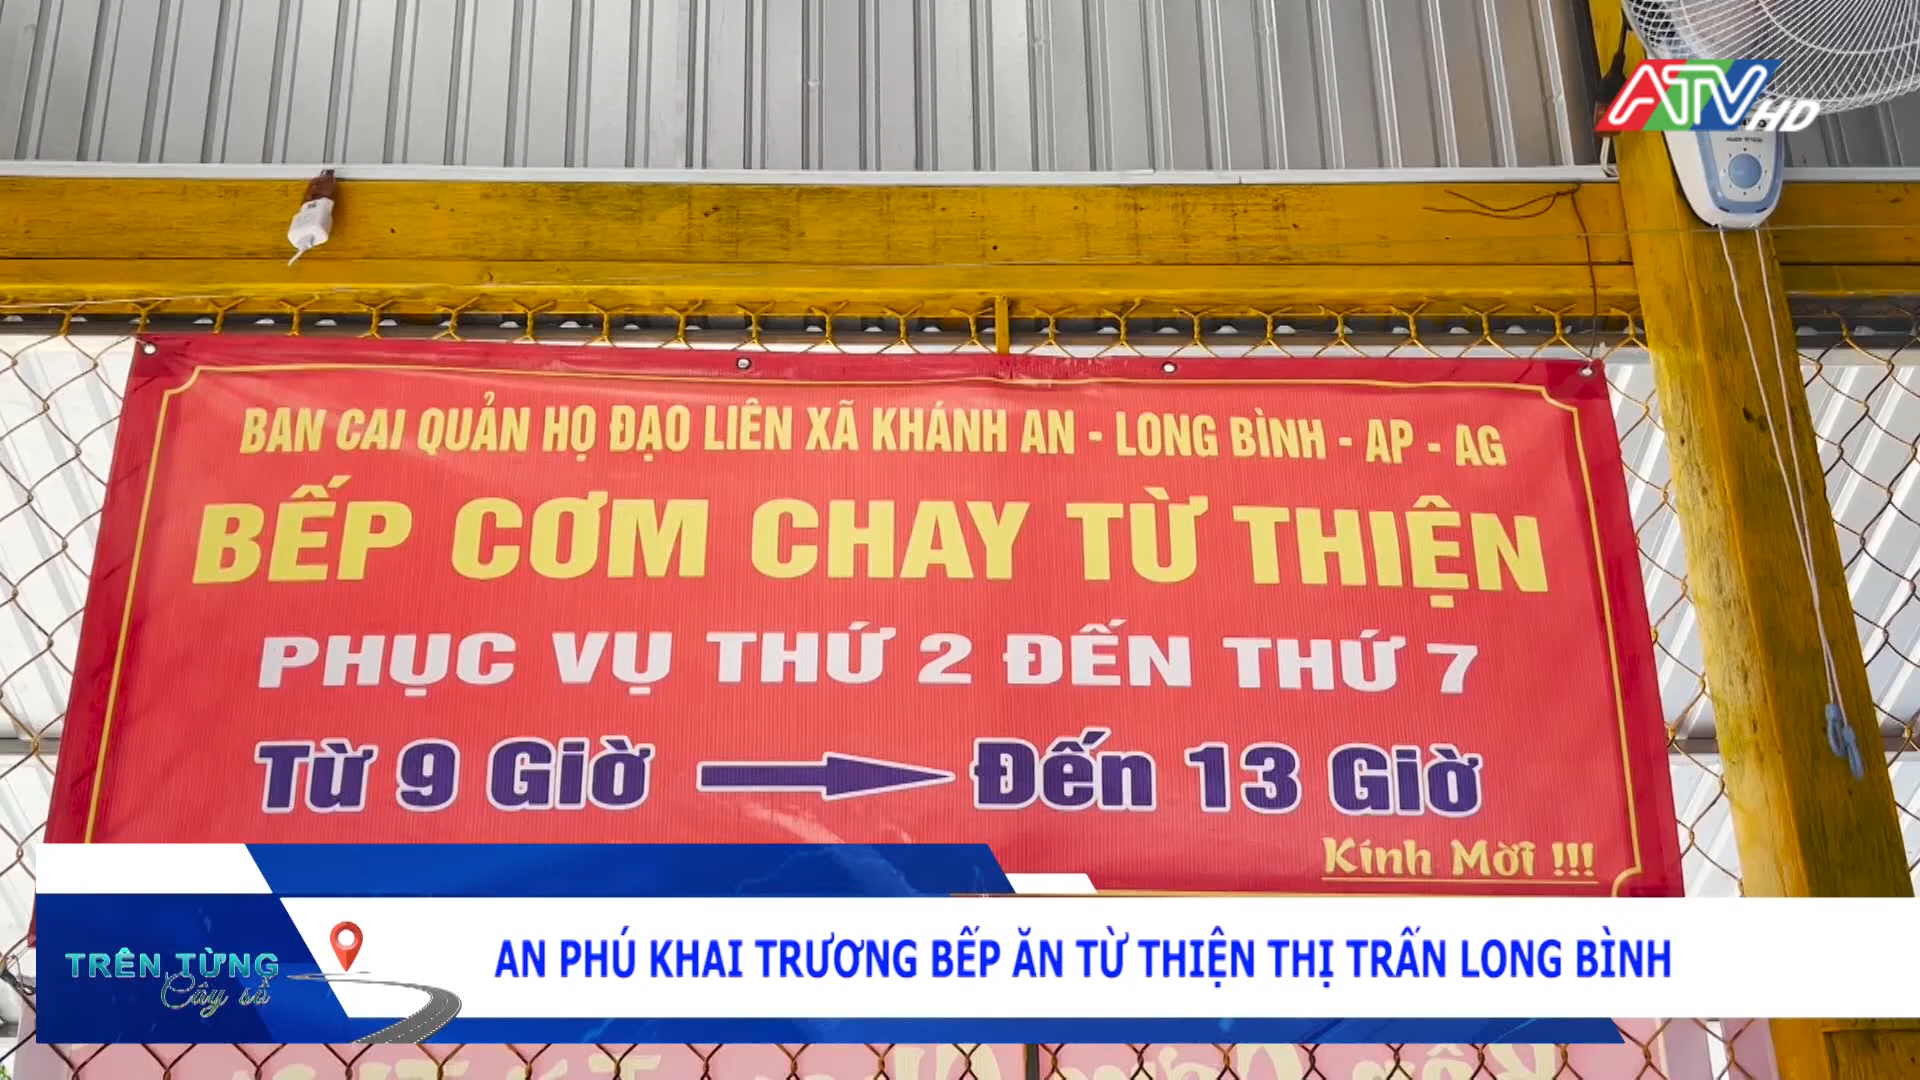 ATV HD
BAN CAI QUẢN HỌ ĐẠO LIÊN XÃ KHÁNH AN - LONG BÌNH - AP - AG
BẾP CƠM CHAY TỪ THIỆN
PHỤC VỤ THỨ 2 ĐẾN THỨ 7
Từ 9 Giờ Đến 13 Giờ
Kính Mời !!!
TRÊN TỪNG
Cây số
AN PHÚ KHAI TRƯƠNG BẾP ĂN TỪ THIỆN THỊ TRẤN LONG BÌNH